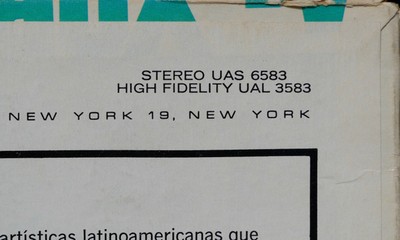 STEREO UAS 6583
HIGH FIDELITY UAL 3583
NEW YORK 19, NEW YORK
artísticas latinoamericanas que